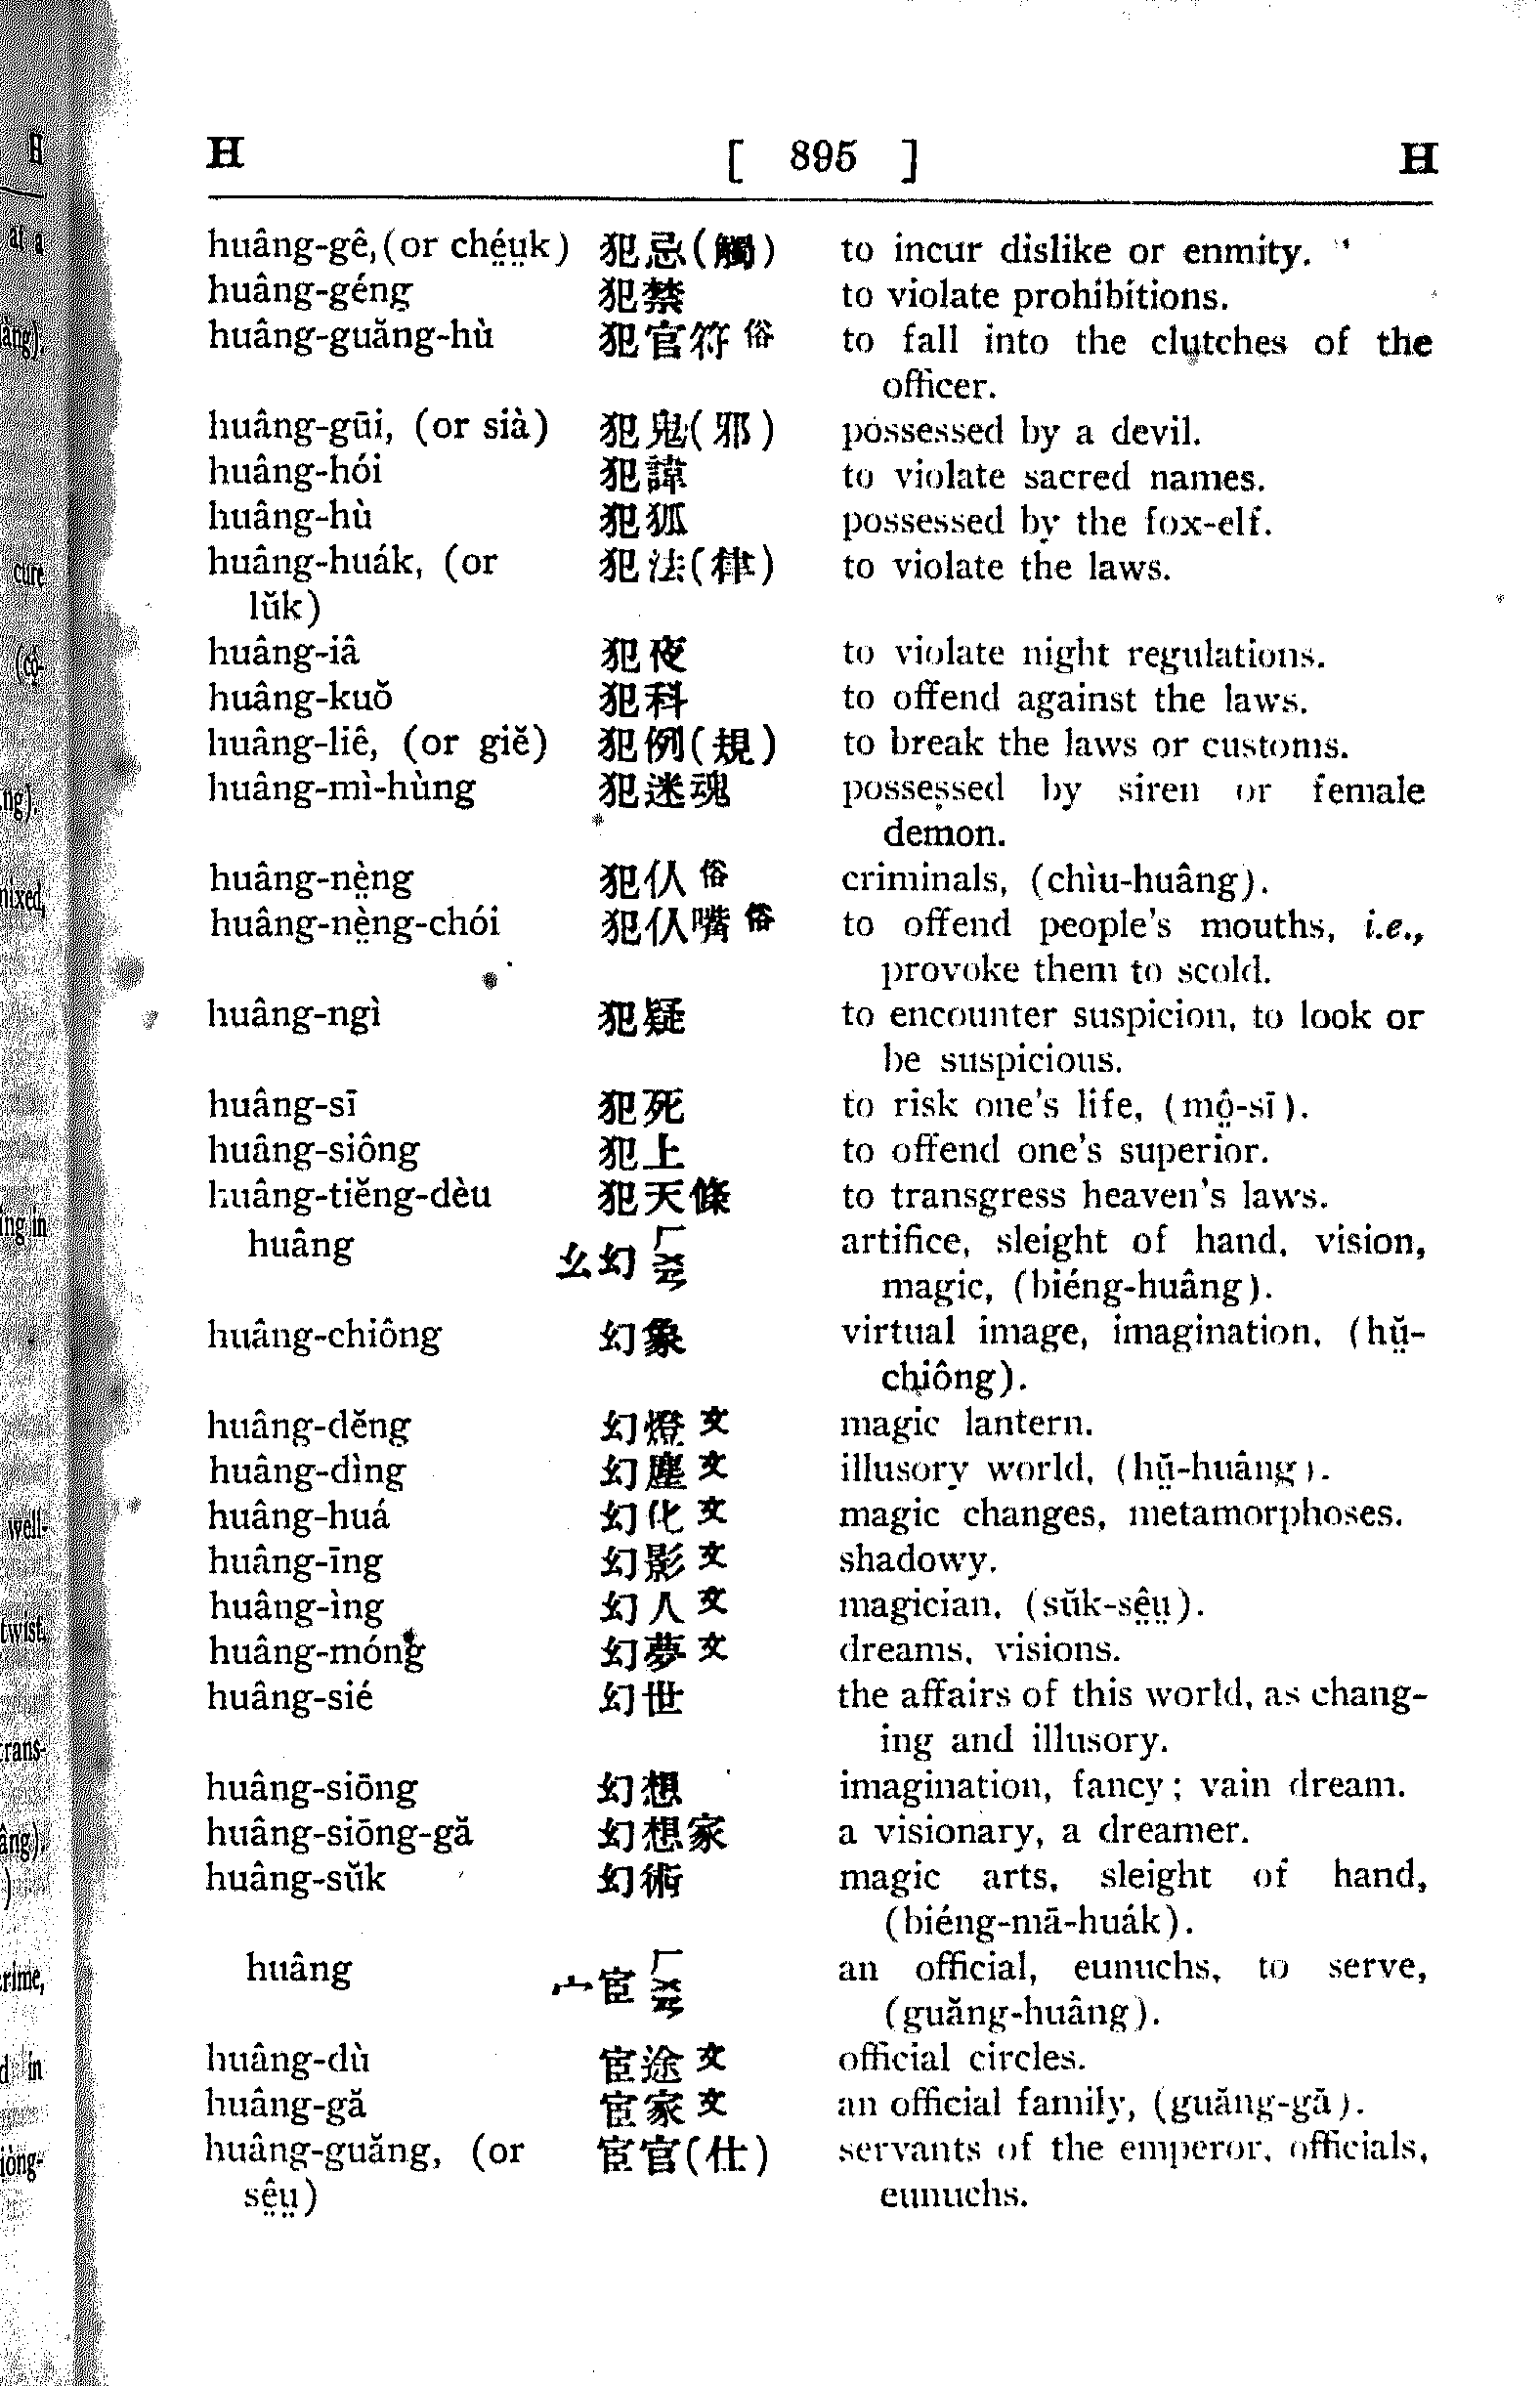 H [ 895 ] H
huâng-gê,(or ché̤ṳk) 犯忌(觸) to incur dislike or enmity.
huâng-géng 犯禁 to violate prohibitions.
huâng-guăng-hù 犯官符俗 to fall into the clutches of the
officer.
huâng-gūi, (or sià) 犯鬼(邪) possessed by a devil.
huâng-hói 犯諱 to violate sacred names.
huâng-hù 犯狐 possessed by the fox-elf.
huâng-huák, (or 犯法(律) to violate the laws.
lŭk)
huâng-iâ 犯夜 to violate night regulations.
huâng-kuŏ 犯科 to offend against the laws.
huâng-liê, (or giĕ) 犯例(規) to break the laws or customs.
huâng-mì-hùng 犯迷魂 possessed by siren or female
demon.
huâng-nè̤ng 犯仈俗 criminals, (chìu-huâng).
huâng-nè̤ng-chói 犯仈嘴俗 to offend people's mouths, i.e.,
provoke them to scold.
huâng-ngì 犯疑 to encounter suspicion, to look or
be suspicious.
huâng-sī 犯死 to risk one's life, (mô̤-sī).
huâng-siông 犯上 to offend one's superior.
huâng-tiĕng-dèu 犯天條 to transgress heaven's laws.
huâng 幺幻 ㄏㄨㄢ artifice, sleight of hand, vision,
magic, (biéng-huâng).
huâng-chiông 幻象 virtual image, imagination, (hṳ̆-
chiông).
huâng-dĕng 幻燈文 magic lantern.
huâng-dìng 幻塵文 illusory world, (hṳ̆-huâng).
huâng-huá 幻化文 magic changes, metamorphoses.
huâng-īng 幻影文 shadowy.
huâng-ìng 幻人文 magician, (sŭk-sê̤ṳ).
huâng-móng 幻夢文 dreams, visions.
huâng-sié 幻世 the affairs of this world, as chang-
ing and illusory.
huâng-siōng 幻想 imagination, fancy; vain dream.
huâng-siōng-gă 幻想家 a visionary, a dreamer.
huâng-sŭk 幻術 magic arts, sleight of hand,
(biéng-mā-huák).
huâng 宀宦 ㄏㄨㄢ an official, eunuchs, to serve,
(guăng-huâng).
huâng-dù 宦途文 official circles.
huâng-gă 宦家文 an official family, (guăng-gă).
huâng-guăng, (or 宦官(仕) servants of the emperor, officials,
sê̤ṳ) eunuchs.